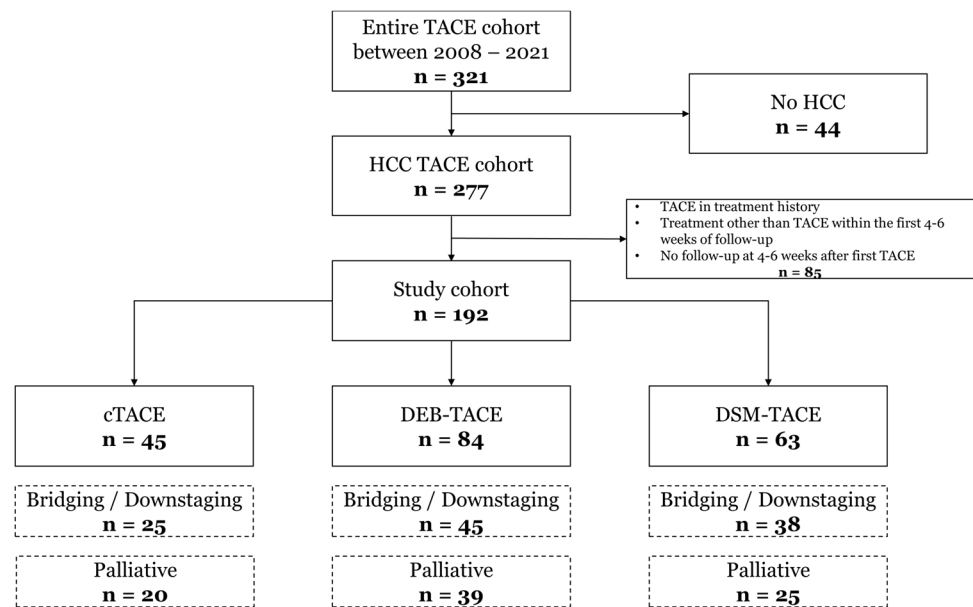 Entire TACE cohort
between 2008 – 2021
n = 321
No HCC
n = 44
HCC TACE cohort
n = 277
• TACE in treatment history
• Treatment other than TACE within the first 4-6
weeks of follow-up
• No follow-up at 4-6 weeks after first TACE
n = 85
Study cohort
n = 192
cTACE
n = 45
DEB-TACE
n = 84
DSM-TACE
n = 63
Bridging / Downstaging
n = 25
Bridging / Downstaging
n = 45
Bridging / Downstaging
n = 38
Palliative
n = 20
Palliative
n = 39
Palliative
n = 25